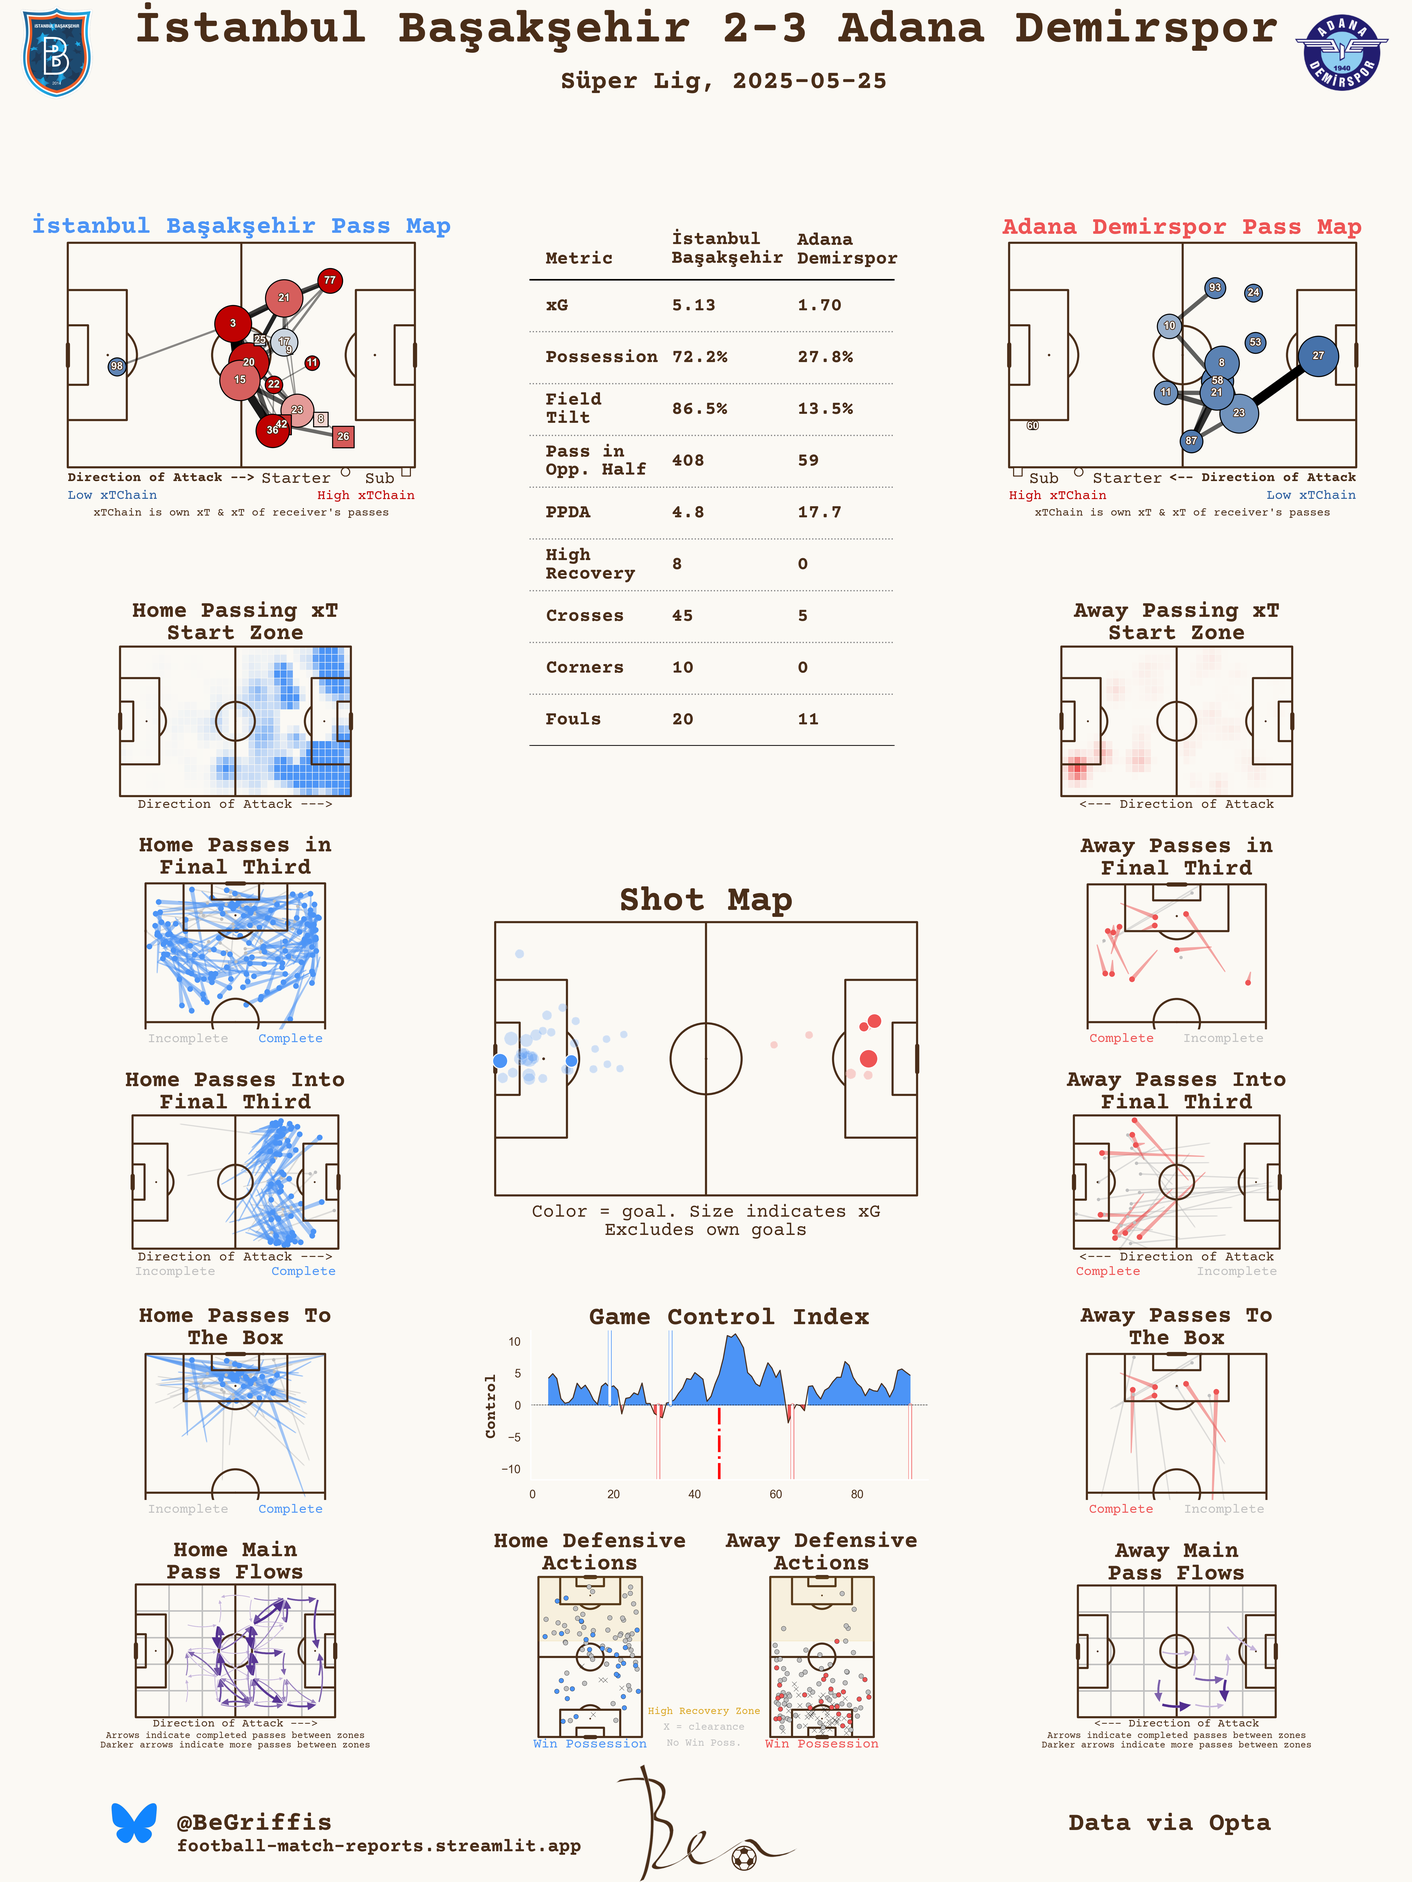 İstanbul Başakşehir 2-3 Adana Demirspor
Süper Lig, 2025-05-25
İSTANBUL BAŞAKŞEHİR
2014
ADANA
1940
DEMİRSPOR
İstanbul Başakşehir Pass Map
77
21
3
25
17
9
98
20
11
15
22
23
42
8
36
26
Direction of Attack --> Starter Sub
Low xTChain High xTChain
xTChain is own xT & xT of receiver's passes
Metric İstanbul Başakşehir Adana Demirspor
xG 5.13 1.70
Possession 72.2% 27.8%
Field Tilt 86.5% 13.5%
Pass in Opp. Half 408 59
PPDA 4.8 17.7
High Recovery 8 0
Crosses 45 5
Corners 10 0
Fouls 20 11
Adana Demirspor Pass Map
93
24
10
53
27
8
58
11
21
23
60
87
Sub Starter <-- Direction of Attack
High xTChain Low xTChain
xTChain is own xT & xT of receiver's passes
Home Passing xT
Start Zone
Direction of Attack --->
Away Passing xT
Start Zone
<--- Direction of Attack
Home Passes in
Final Third
Incomplete Complete
Away Passes in
Final Third
Complete Incomplete
Shot Map
Color = goal. Size indicates xG
Excludes own goals
Home Passes Into
Final Third
Direction of Attack --->
Incomplete Complete
Away Passes Into
Final Third
<--- Direction of Attack
Complete Incomplete
Home Passes To
The Box
Incomplete Complete
Game Control Index
Control
10
5
0
−5
−10
0 20 40 60 80
Away Passes To
The Box
Complete Incomplete
Home Main
Pass Flows
Direction of Attack --->
Arrows indicate completed passes between zones
Darker arrows indicate more passes between zones
Home Defensive
Actions
Win Possession
High Recovery Zone
X = clearance
No Win Poss.
Away Defensive
Actions
Win Possession
Away Main
Pass Flows
<--- Direction of Attack
Arrows indicate completed passes between zones
Darker arrows indicate more passes between zones
@BeGriffis
football-match-reports.streamlit.app
Ben
Data via Opta